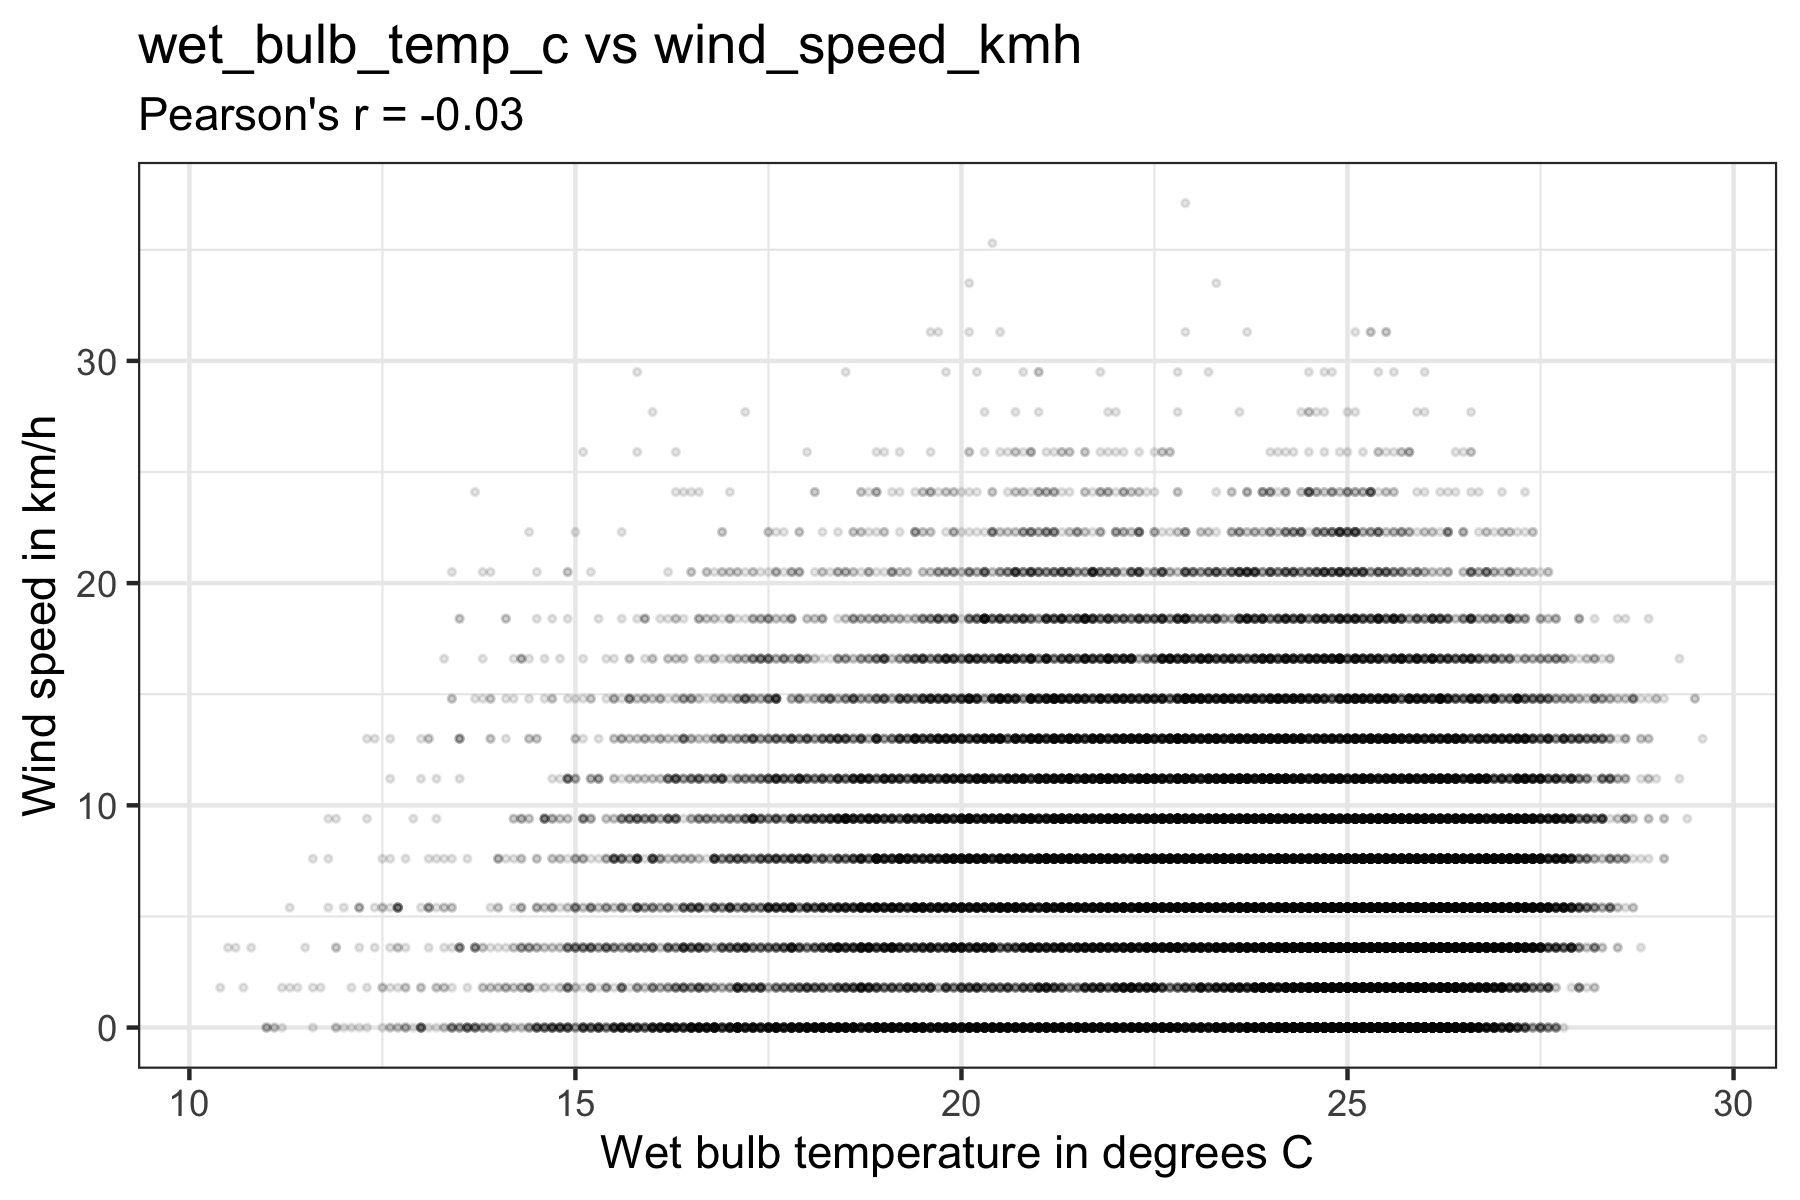 wet_bulb_temp_c vs wind_speed_kmh
Pearson's r = -0.03
Wind speed in km/h
30
20
10
0
10 15 20 25 30
Wet bulb temperature in degrees C